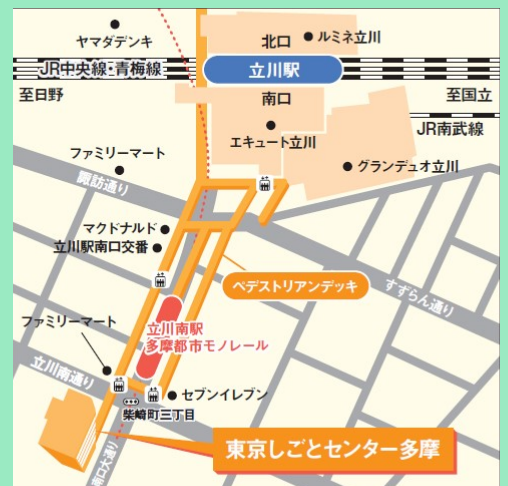 ヤマダデンキ
北口
ルミネ立川
JR中央線・青梅線
立川駅
至日野
南口
至国立
エキュート立川
JR南武線
ファミリーマート
グランデュオ立川
諏訪通り
マクドナルド
立川駅南口交番
ペデストリアンデッキ
すずらん通り
ファミリーマート
立川南駅
多摩都市モノレール
立川南通り
セブンイレブン
柴崎町三丁目
東京しごとセンター多摩
南口大通り